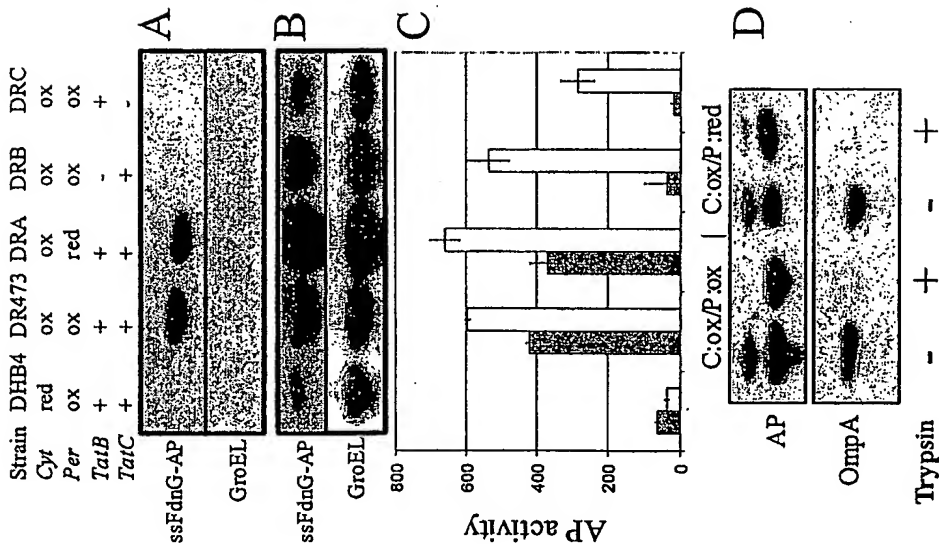 Strain DHB4 DR473 DRA DRB DRC
Cyt red ox ox ox ox
Per ox ox red ox ox
TatB + + + - +
TatC + + + + -
A
ssFdnG-AP
GroEL
B
ssFdnG-AP
GroEL
C
AP activity
800
600
400
200
0
D
C:ox/P:ox | C:ox/P:red
AP
OmpA
Trypsin - + - +